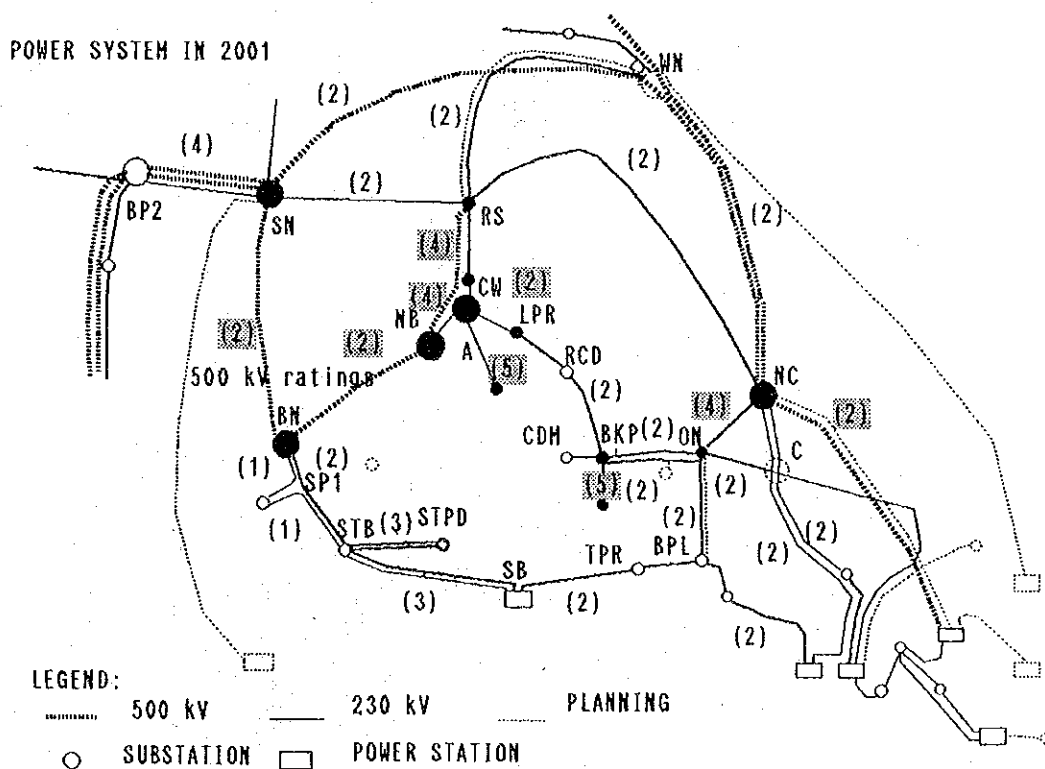 POWER SYSTEM IN 2001
WN
(2)
(2)
(4)
(2)
(2)
(2)
BP2
SN
RS
(4)
CW
(4)
(2)
NB
LPR
(2)
(2)
A
RCD
500 kV ratings
(5)
(2)
NC
BN
(4)
(2)
CDH
BKP
(2)
ON
(1)
(2)
C
SP1
(5)
(2)
(2)
(1)
STB
(3)
STPD
(2)
(2)
TPR
BPL
(2)
SB
(3)
(2)
(2)
LEGEND:
500 kV
230 kV
PLANNING
SUBSTATION
POWER STATION